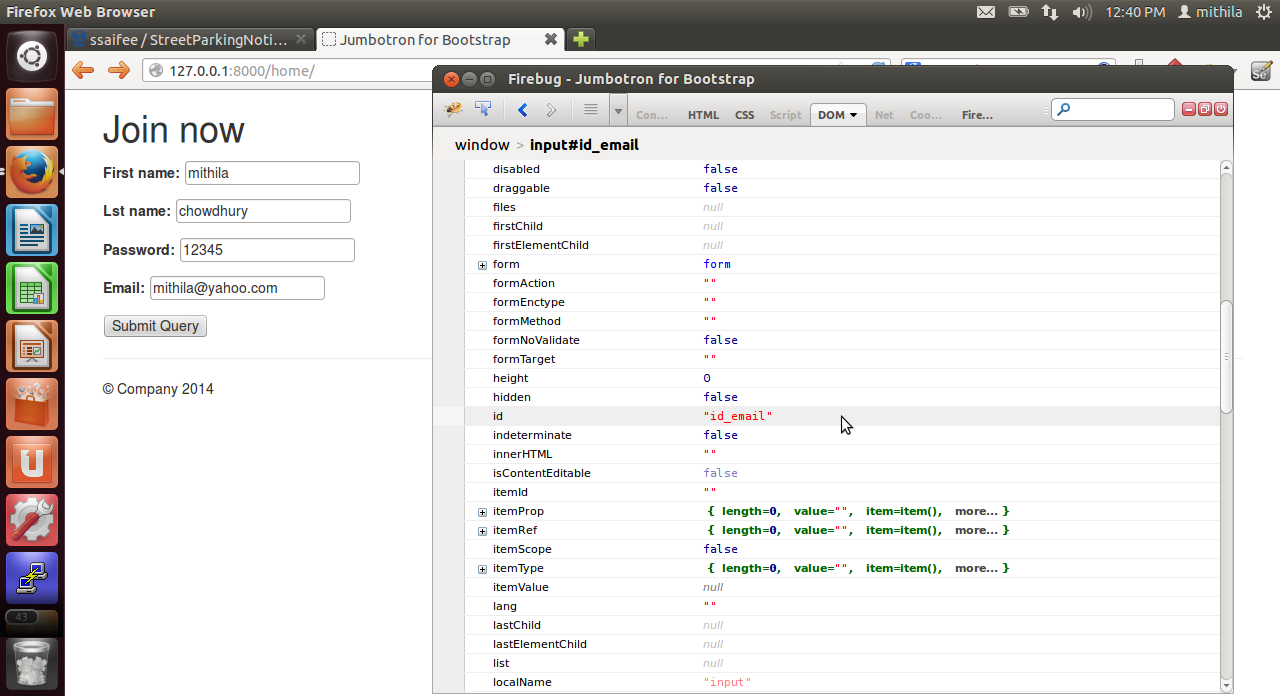 Firefox Web Browser
12:40 PM mithila
ssaifee / StreetParkingNoti...
Jumbotron for Bootstrap
127.0.0.1:8000/home/
Se
Firebug - Jumbotron for Bootstrap
Con... HTML CSS Script DOM Net Coo... Fire...
window > input#id_email
Join now
First name: mithila
Lst name: chowdhury
Password: 12345
Email: mithila@yahoo.com
Submit Query
© Company 2014
disabled false
draggable false
files null
firstChild null
firstElementChild null
form form
formAction ""
formEnctype ""
formMethod ""
formNoValidate false
formTarget ""
height 0
hidden false
id "id_email"
indeterminate false
innerHTML ""
isContentEditable false
itemId ""
itemProp { length=0, value="", item=item(), more... }
itemRef { length=0, value="", item=item(), more... }
itemScope false
itemType { length=0, value="", item=item(), more... }
itemValue null
lang ""
lastChild null
lastElementChild null
list null
localName "input"
43